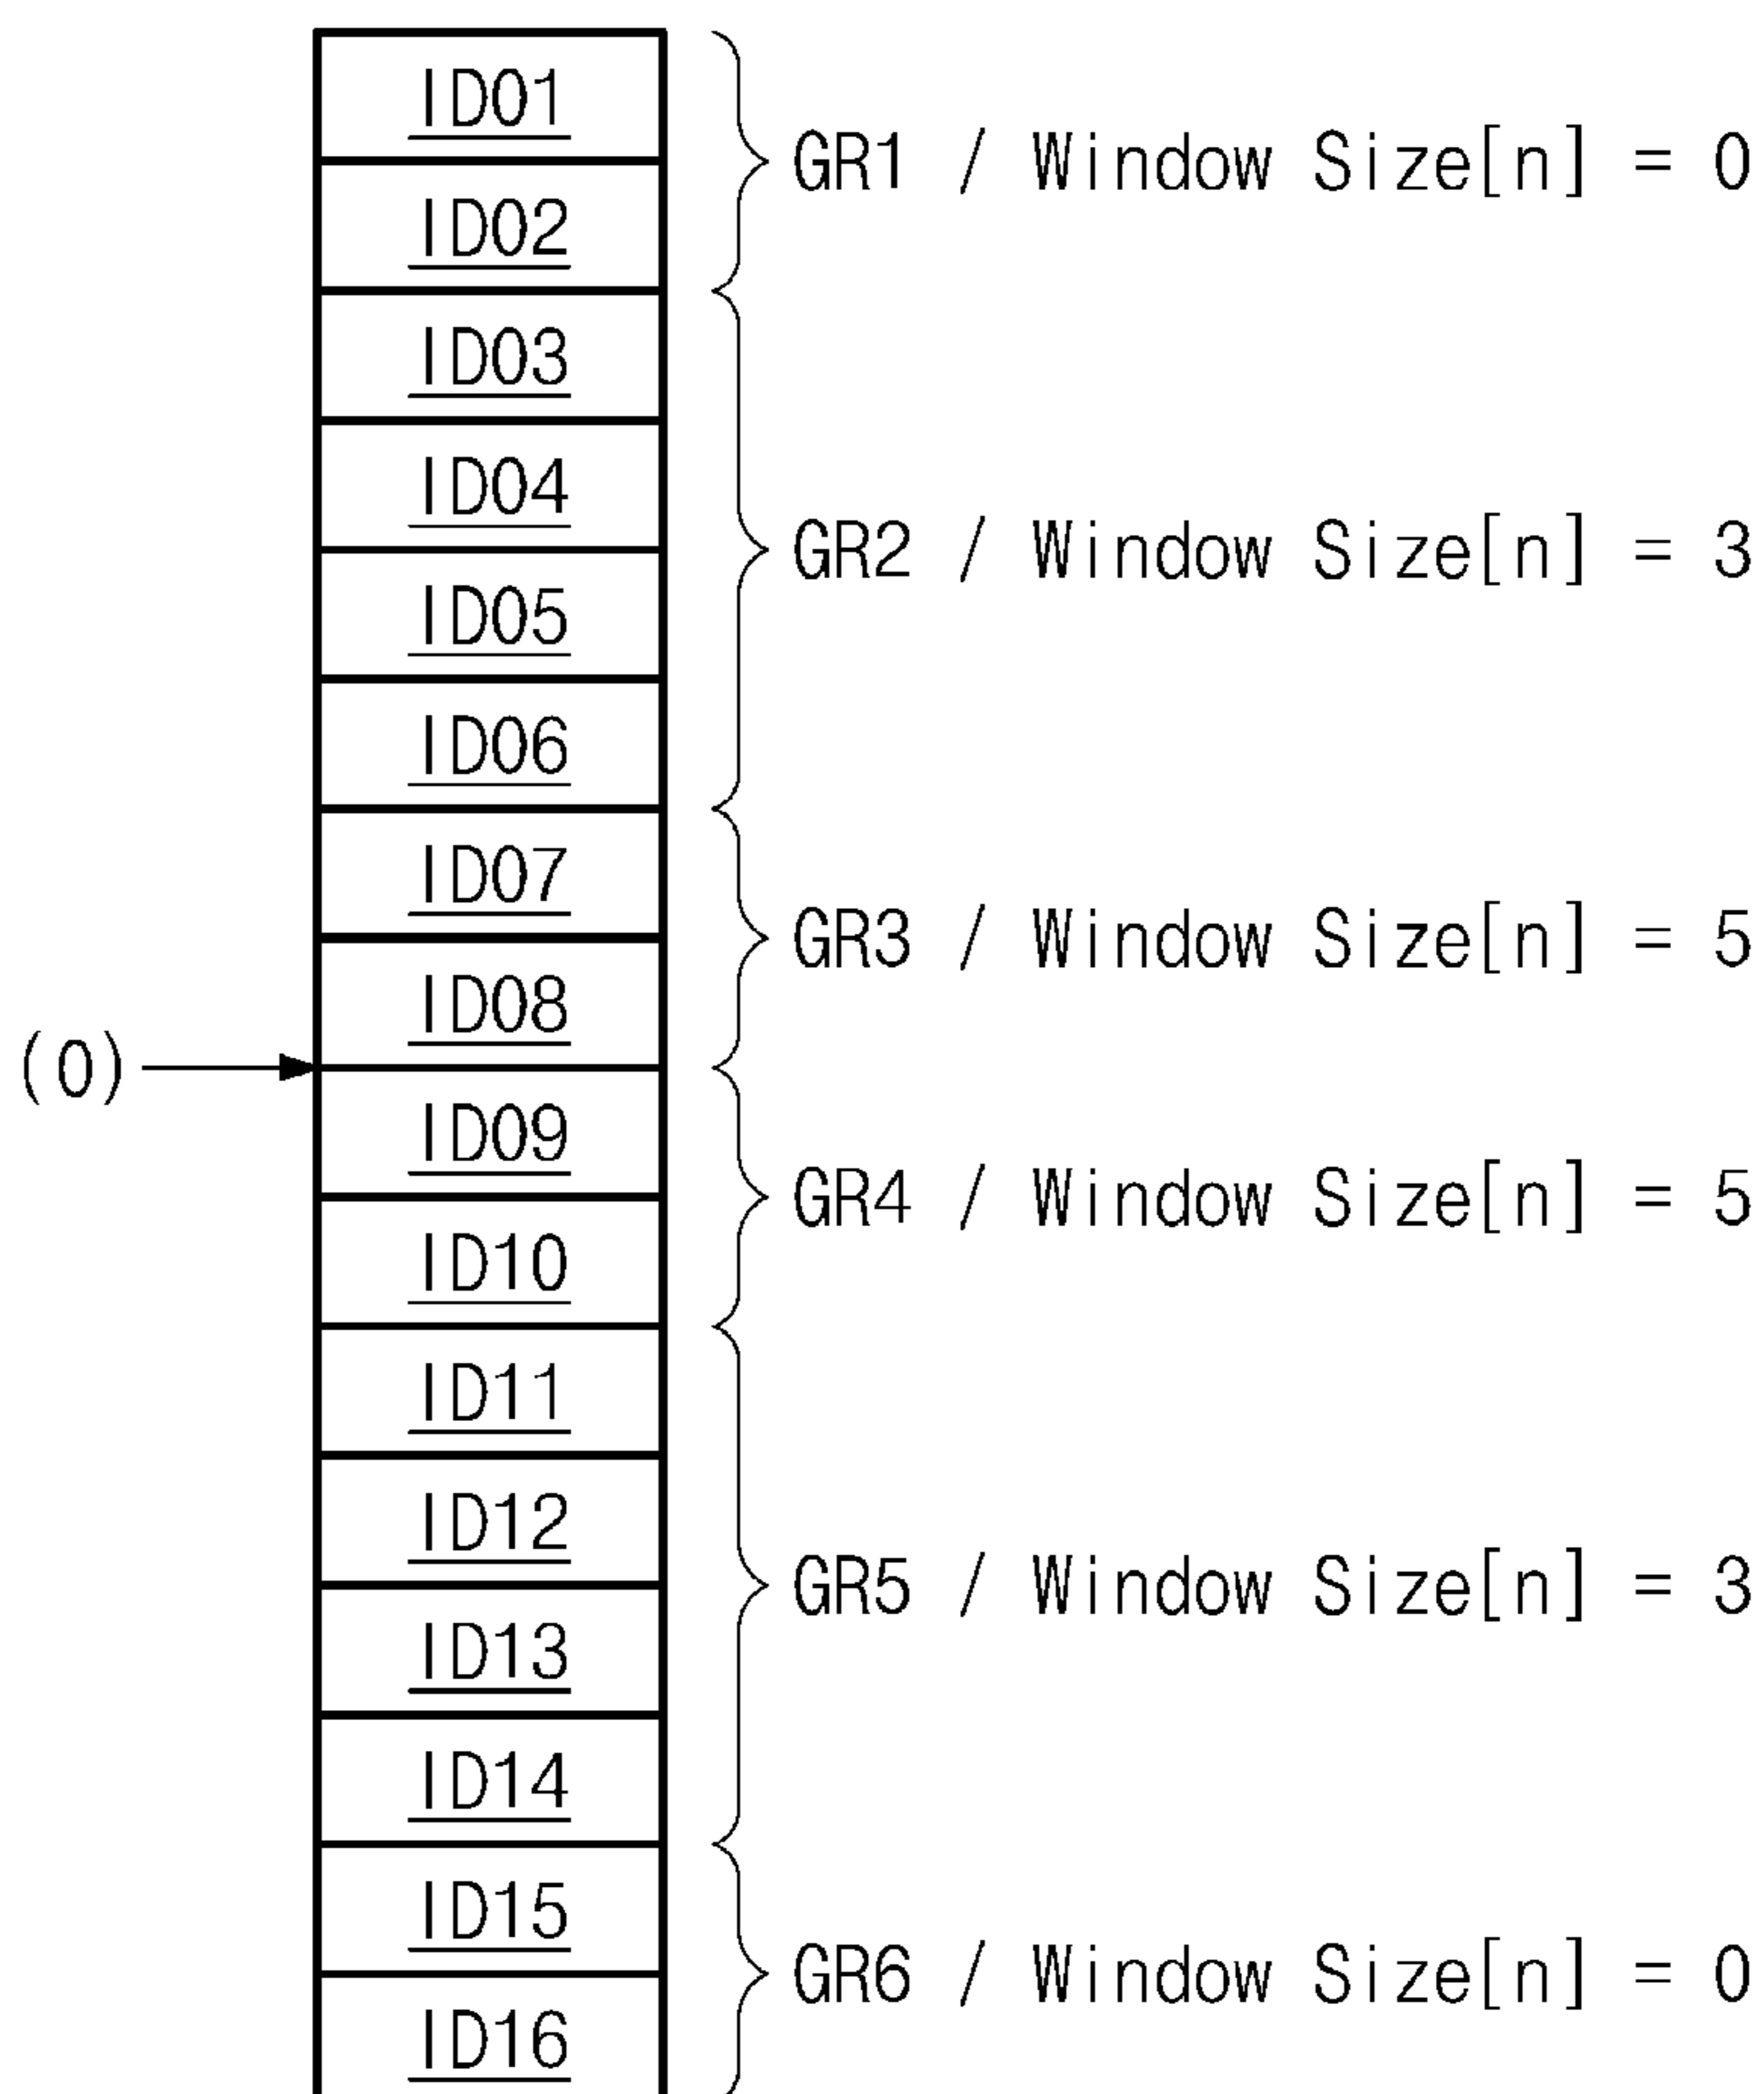 ID01
GR1 / Window Size[n] = 0
ID02
ID03
ID04
GR2 / Window Size[n] = 3
ID05
ID06
ID07
GR3 / Window Size[n] = 5
ID08
(0)
ID09
GR4 / Window Size[n] = 5
ID10
ID11
ID12
GR5 / Window Size[n] = 3
ID13
ID14
ID15
GR6 / Window Size[n] = 0
ID16